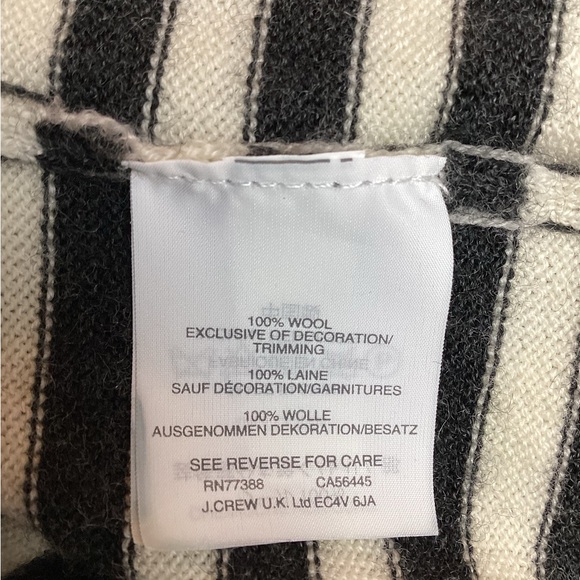 100% WOOL
EXCLUSIVE OF DECORATION/
TRIMMING
100% LAINE
SAUF DÉCORATION/GARNITURES
100% WOLLE
AUSGENOMMEN DEKORATION/BESATZ
SEE REVERSE FOR CARE
RN77388 CA56445
J.CREW U.K. Ltd EC4V 6JA